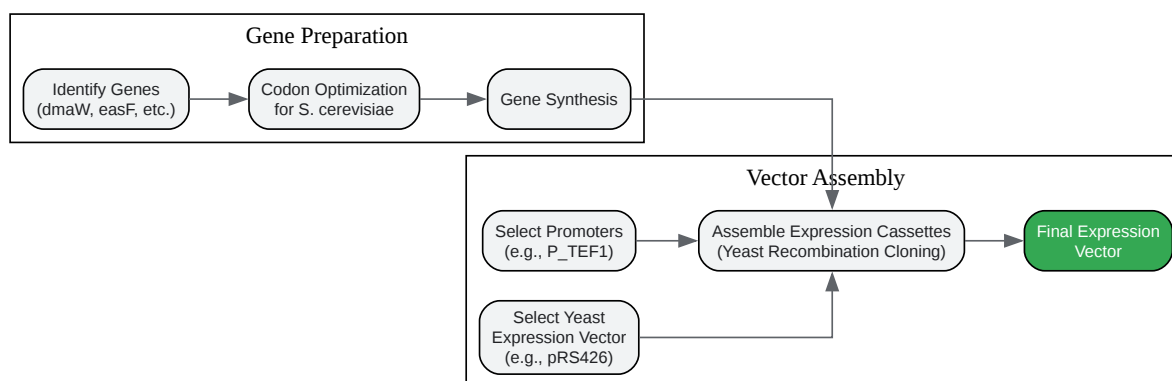 Gene Preparation
Identify Genes
(dmaW, easF, etc.)
Codon Optimization
for S. cerevisiae
Gene Synthesis
Vector Assembly
Select Promoters
(e.g., P_TEF1)
Assemble Expression Cassettes
(Yeast Recombination Cloning)
Final Expression
Vector
Select Yeast
Expression Vector
(e.g., pRS426)